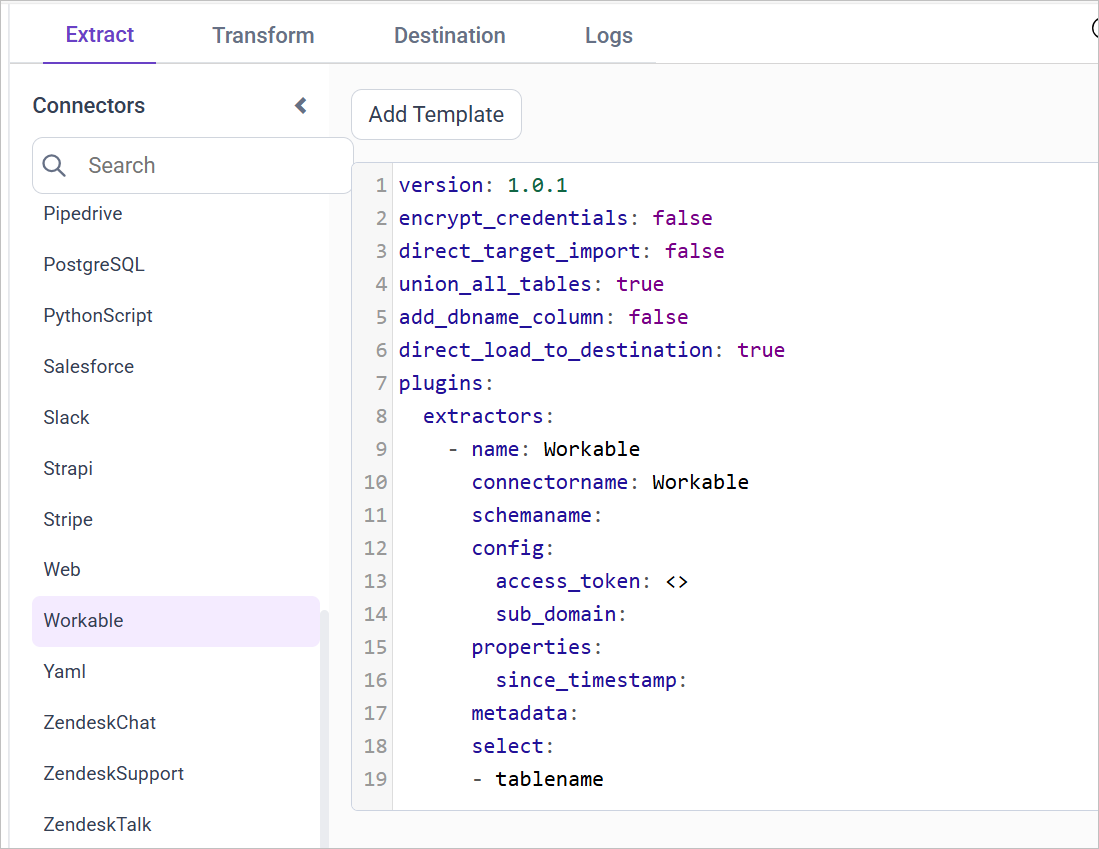 Extract Transform Destination Logs
Connectors
Search
Pipedrive
PostgreSQL
PythonScript
Salesforce
Slack
Strapi
Stripe
Web
Workable
Yaml
ZendeskChat
ZendeskSupport
ZendeskTalk
Add Template
1 version: 1.0.1
2 encrypt_credentials: false
3 direct_target_import: false
4 union_all_tables: true
5 add_dbname_column: false
6 direct_load_to_destination: true
7 plugins:
8   extractors:
9     - name: Workable
10       connectorname: Workable
11       schemaname:
12       config:
13         access_token: <>
14         sub_domain:
15       properties:
16         since_timestamp:
17       metadata:
18       select:
19       - tablename